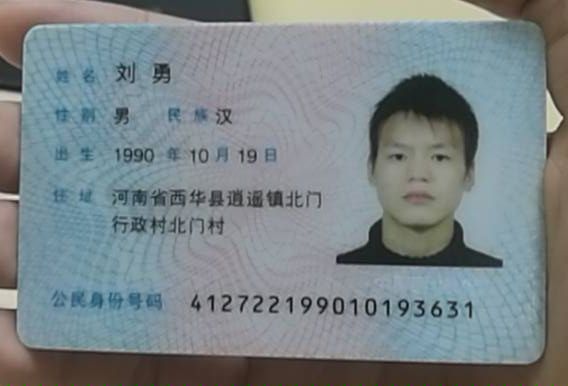 姓名 刘勇
性别 男 民族 汉
出生 1990 年 10 月 19 日
住址 河南省西华县逍遥镇北门
行政村北门村
公民身份号码 412722199010193631